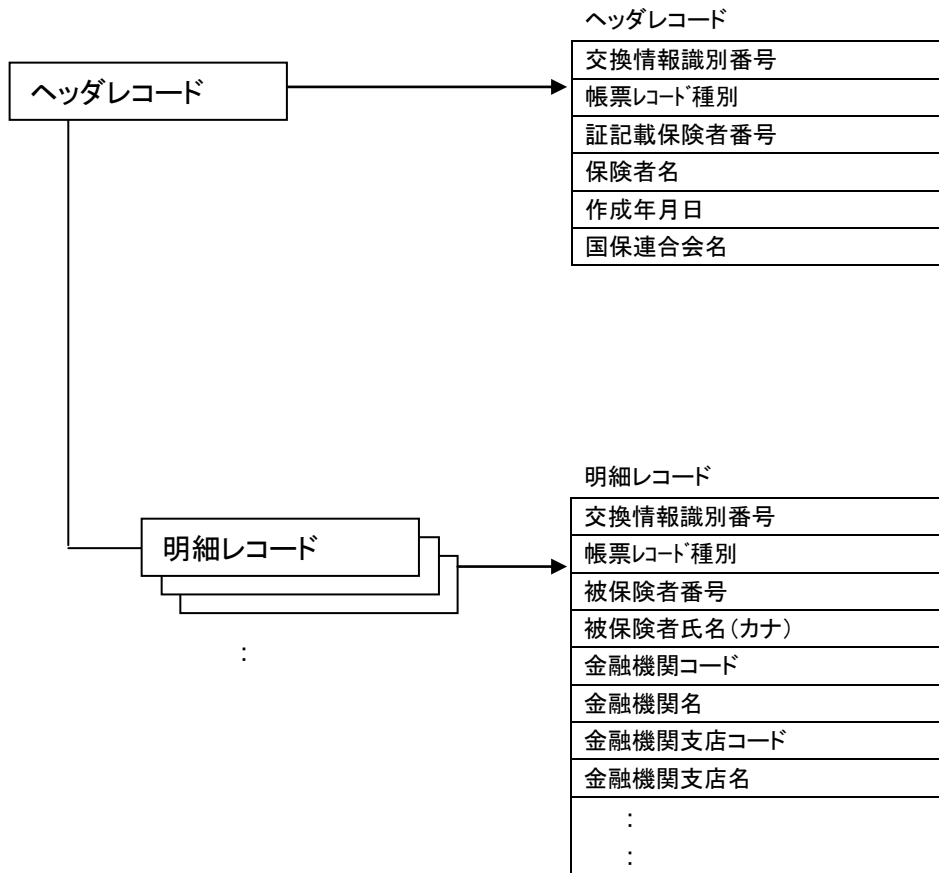 ヘッダレコード
ヘッダレコード
交換情報識別番号
帳票ﾚｺｰﾄﾞ種別
証記載保険者番号
保険者名
作成年月日
国保連合会名
明細レコード
明細レコード
交換情報識別番号
帳票ﾚｺｰﾄﾞ種別
被保険者番号
被保険者氏名（カナ）
金融機関コード
金融機関名
金融機関支店コード
金融機関支店名
:
:
: